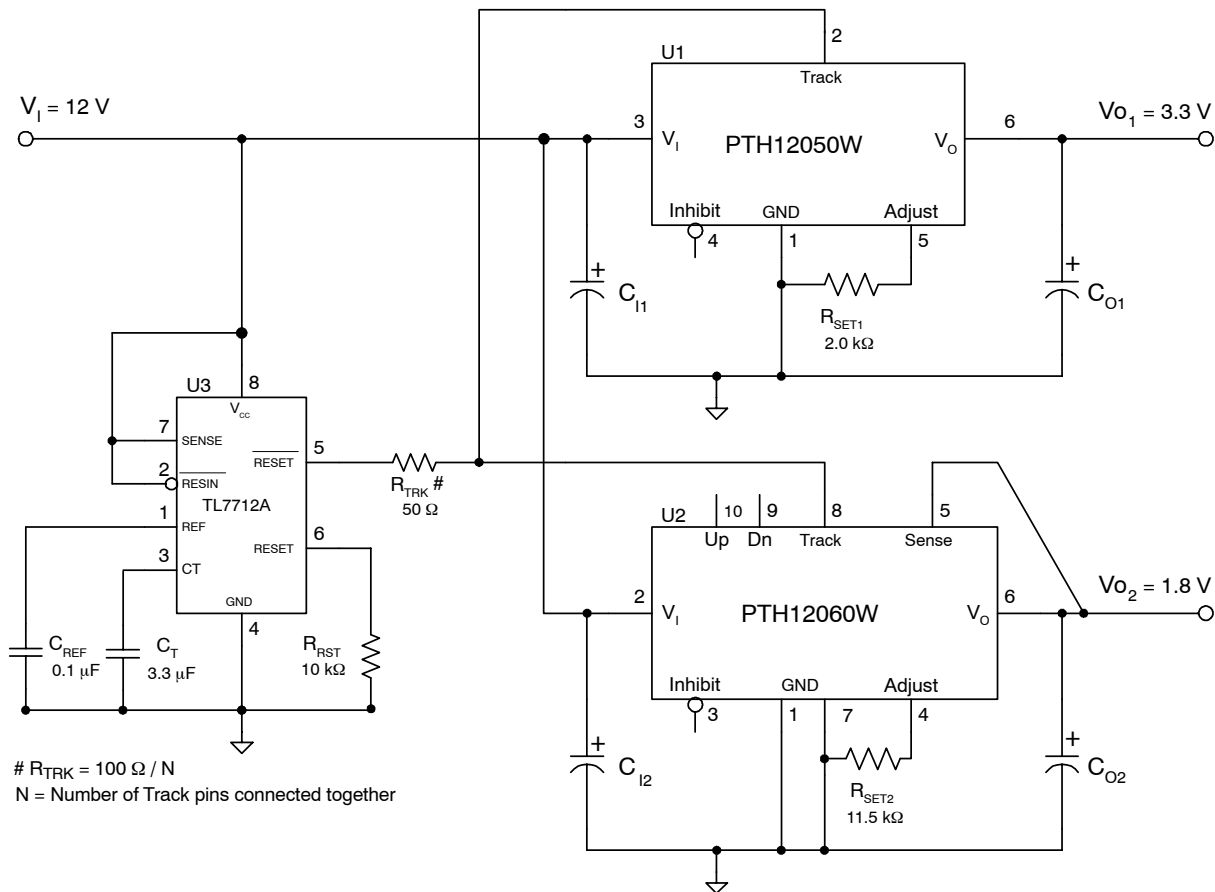 2
U1
Track
V_I = 12 V
3
V_I
PTH12050W
V_O
6
Vo_1 = 3.3 V
Inhibit
GND
Adjust
4
1
5
+
C_I1
R_SET1
2.0 kΩ
+
C_O1
U3
8
V_CC
7
SENSE
RESET
5
2
RESIN
R_TRK #
50 Ω
TL7712A
1
REF
RESET
6
3
CT
GND
4
C_REF
0.1 μF
C_T
3.3 μF
R_RST
10 kΩ
U2
10
9
8
5
Up
Dn
Track
Sense
2
V_I
PTH12060W
V_O
6
Vo_2 = 1.8 V
Inhibit
GND
Adjust
3
1
7
4
+
C_I2
R_SET2
11.5 kΩ
+
C_O2
# R_TRK = 100 Ω / N
N = Number of Track pins connected together